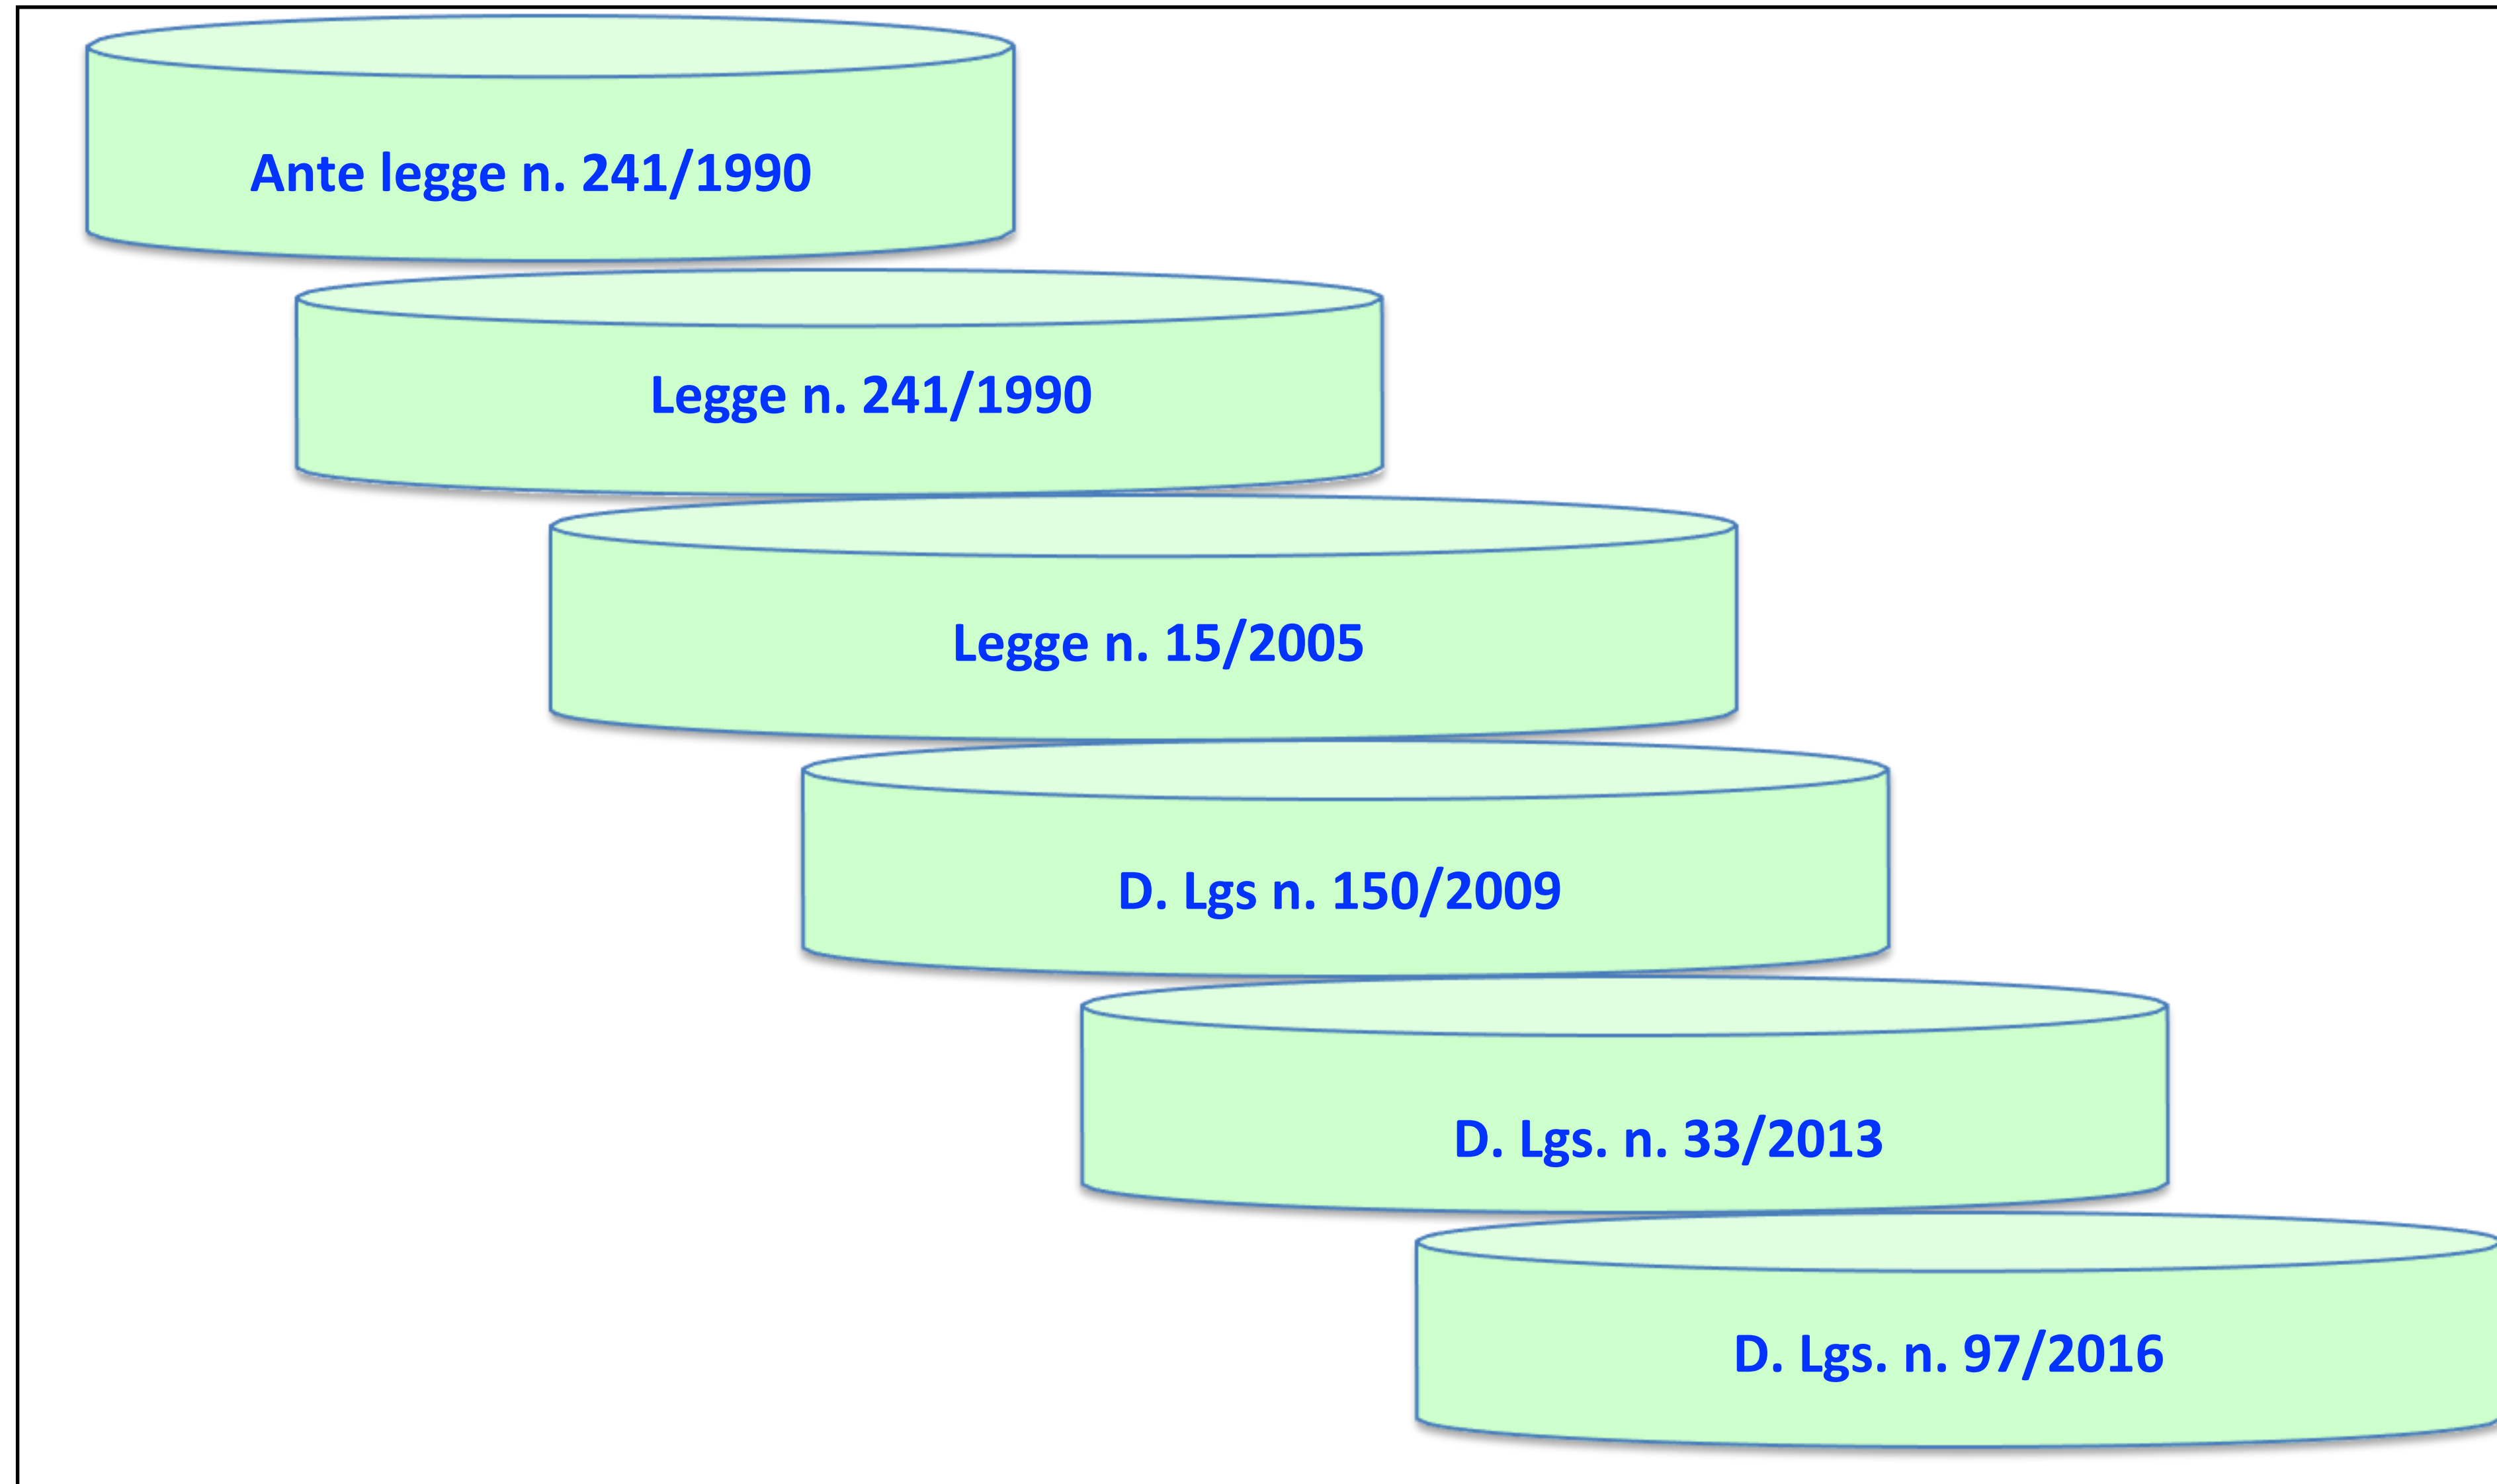 Ante legge n. 241/1990
Legge n. 241/1990
Legge n. 15/2005
D. Lgs n. 150/2009
D. Lgs. n. 33/2013
D. Lgs. n. 97/2016